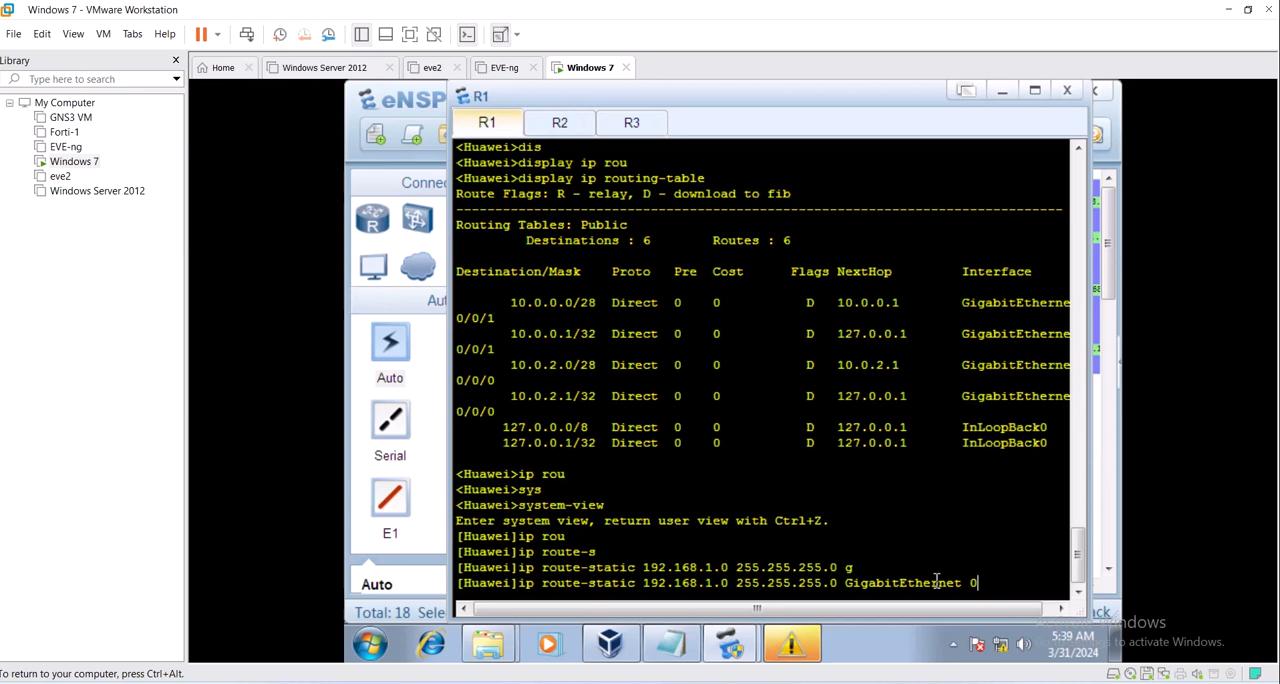 Windows 7 - VMware Workstation
File Edit View VM Tabs Help
Library
Type here to search
My Computer
GNS3 VM
Forti-1
EVE-ng
Windows 7
eve2
Windows Server 2012
Home
Windows Server 2012
eve2
EVE-ng
Windows 7
eNSP
R1
R1 R2 R3
Connec
Au
Auto
Serial
E1
Auto
Total: 18 Selec
<Huawei>dis
<Huawei>display ip rou
<Huawei>display ip routing-table
Route Flags: R - relay, D - download to fib
------------------------------------------------------------------------------
Routing Tables: Public
Destinations : 6 Routes : 6
Destination/Mask Proto Pre Cost Flags NextHop Interface
10.0.0.0/28 Direct 0 0 D 10.0.0.1 GigabitEtherne
0/0/1
10.0.0.1/32 Direct 0 0 D 127.0.0.1 GigabitEtherne
0/0/1
10.0.2.0/28 Direct 0 0 D 10.0.2.1 GigabitEtherne
0/0/0
10.0.2.1/32 Direct 0 0 D 127.0.0.1 GigabitEtherne
0/0/0
127.0.0.0/8 Direct 0 0 D 127.0.0.1 InLoopBack0
127.0.0.1/32 Direct 0 0 D 127.0.0.1 InLoopBack0
<Huawei>ip rou
<Huawei>sys
<Huawei>system-view
Enter system view, return user view with Ctrl+Z.
[Huawei]ip rou
[Huawei]ip route-s
[Huawei]ip route-static 192.168.1.0 255.255.255.0 g
[Huawei]ip route-static 192.168.1.0 255.255.255.0 GigabitEthernet 0
5:39 AM
3/31/2024
to activate Windows.
To return to your computer, press Ctrl+Alt.